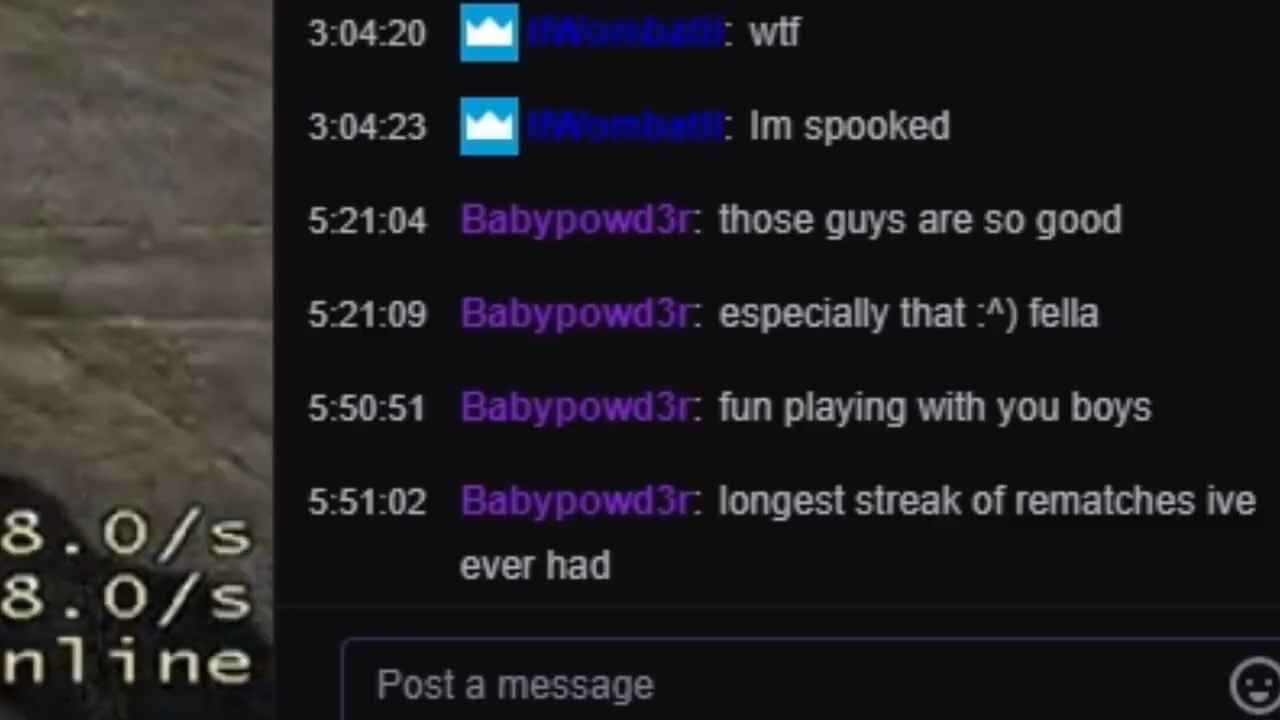 3:04:20 IfWombatII: wtf
3:04:23 IfWombatII: Im spooked
5:21:04 Babypowd3r: those guys are so good
5:21:09 Babypowd3r: especially that :^) fella
5:50:51 Babypowd3r: fun playing with you boys
5:51:02 Babypowd3r: longest streak of rematches ive
ever had
8.0/s
8.0/s
nline
Post a message